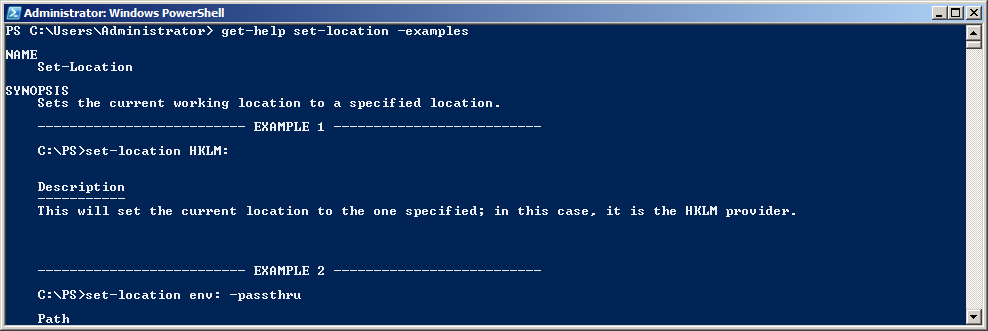 Administrator: Windows PowerShell
PS C:\Users\Administrator> get-help set-location -examples
NAME
Set-Location
SYNOPSIS
Sets the current working location to a specified location.
-------------------------- EXAMPLE 1 --------------------------
C:\PS>set-location HKLM:
Description
-----------
This will set the current location to the one specified; in this case, it is the HKLM provider.
-------------------------- EXAMPLE 2 --------------------------
C:\PS>set-location env: -passthru
Path